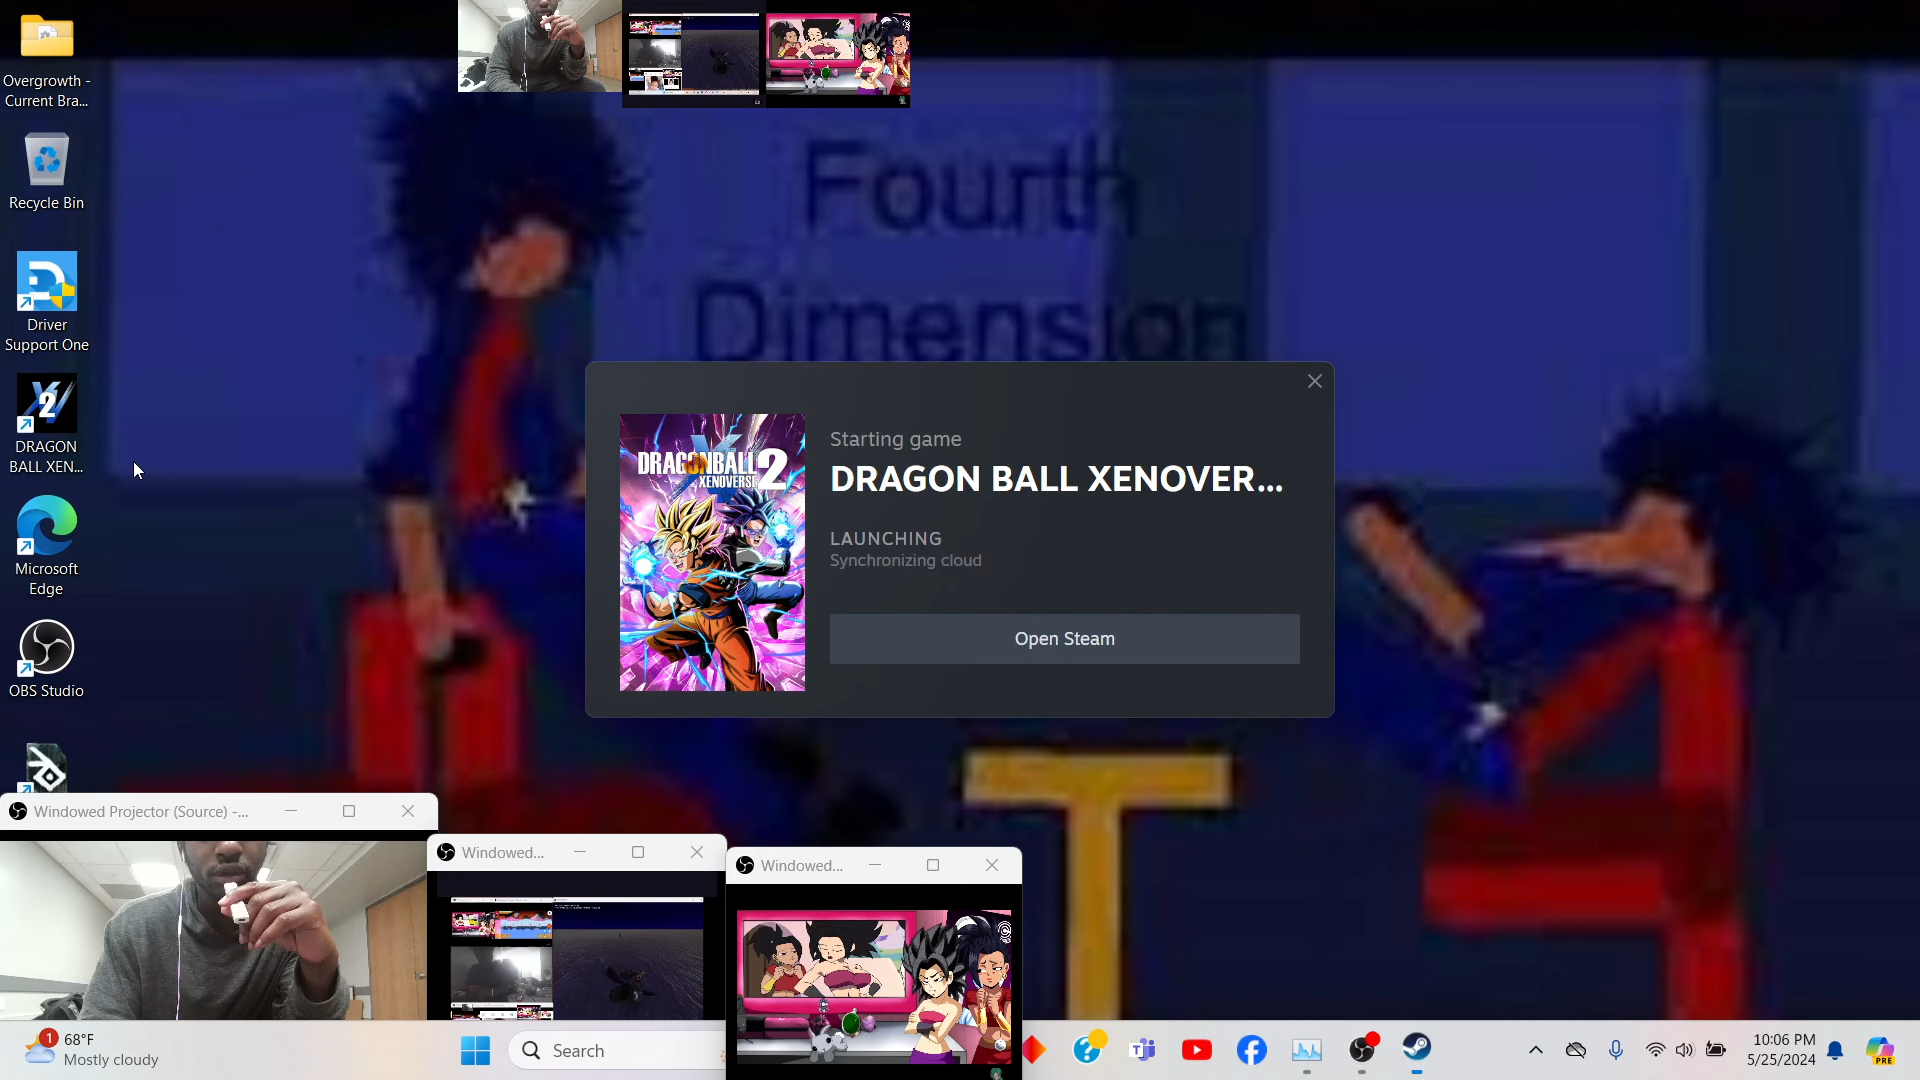 Overgrowth -
Current Bra...
Recycle Bin
Driver
Support One
DRAGON
BALL XEN...
Microsoft
Edge
OBS Studio
Fourth
Dimension
T
Starting game
DRAGON BALL XENOVER...
LAUNCHING
Synchronizing cloud
Open Steam
DRAGONBALL
XENOVERSE 2
Windowed Projector (Source) -...
Windowed...
Windowed...
1
68°F
Mostly cloudy
Search
10:06 PM
5/25/2024
PRE